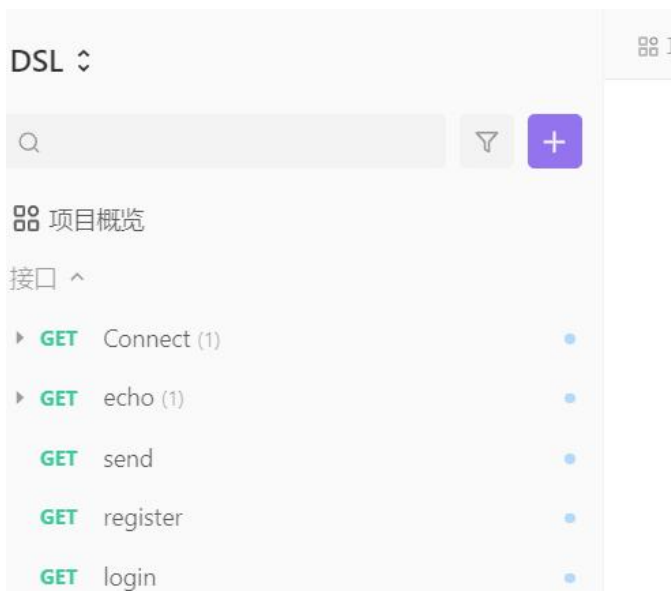 DSL
项目概览
接口
GET Connect (1)
GET echo (1)
GET send
GET register
GET login